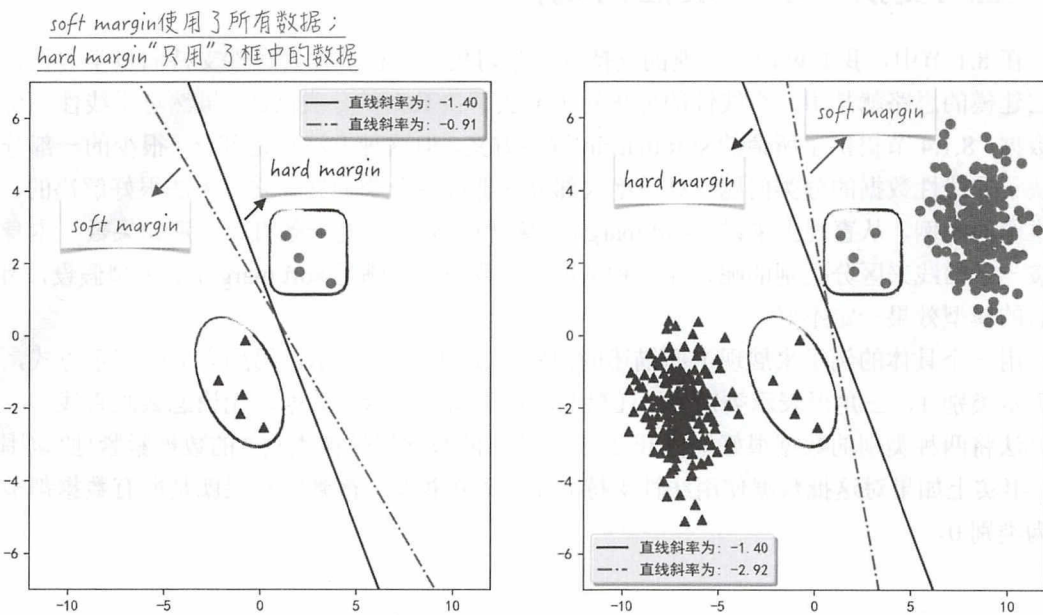 soft margin使用了所有数据；
hard margin“只用”了框中的数据
直线斜率为：-1.40
直线斜率为：-0.91
hard margin
soft margin
6
4
2
0
-2
-4
-6
-10
-5
0
5
10
soft margin
hard margin
6
4
2
0
-2
-4
-6
直线斜率为：-1.40
直线斜率为：-2.92
-10
-5
0
5
10